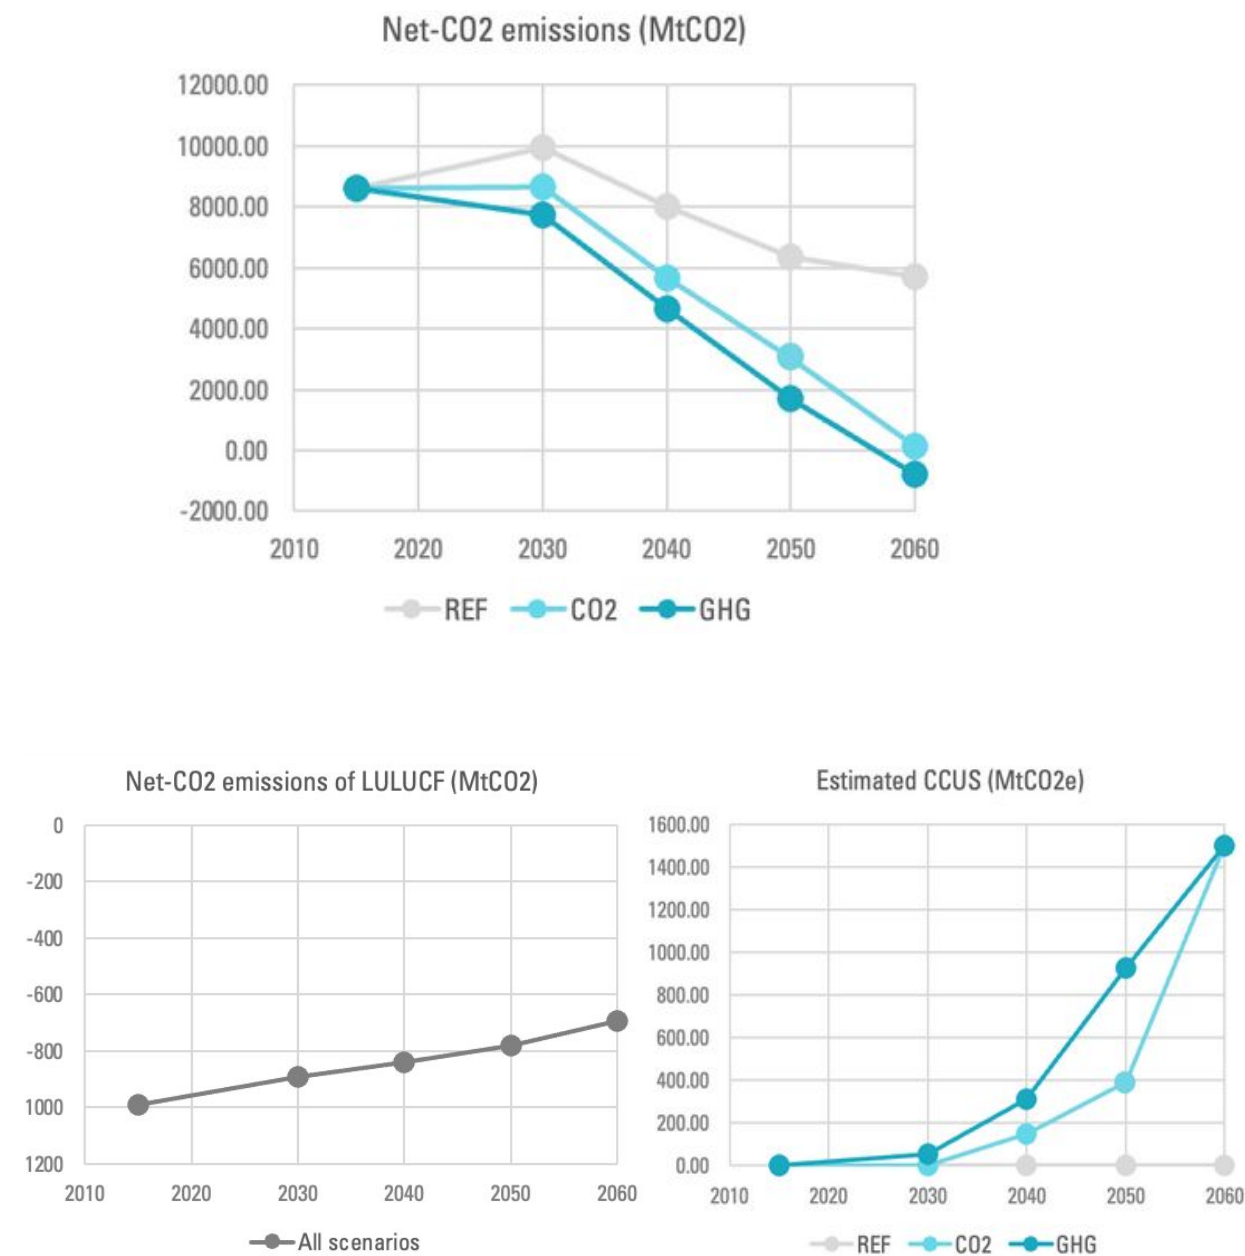 Net-CO2 emissions (MtCO2)
12000.00
10000.00
8000.00
6000.00
4000.00
2000.00
0.00
-2000.00
2010 2020 2030 2040 2050 2060
REF CO2 GHG
Net-CO2 emissions of LULUCF (MtCO2)
0
-200
-400
-600
-800
1000
1200
2010 2020 2030 2040 2050 2060
All scenarios
Estimated CCUS (MtCO2e)
1600.00
1400.00
1200.00
1000.00
800.00
600.00
400.00
200.00
0.00
2010 2020 2030 2040 2050 2060
REF CO2 GHG